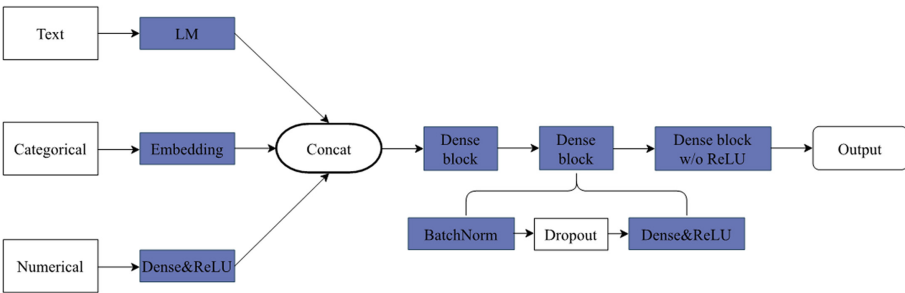 Text
LM
Categorical
Embedding
Concat
Dense
block
Dense
block
Dense block
w/o ReLU
Output
BatchNorm
Dropout
Dense&ReLU
Numerical
Dense&ReLU